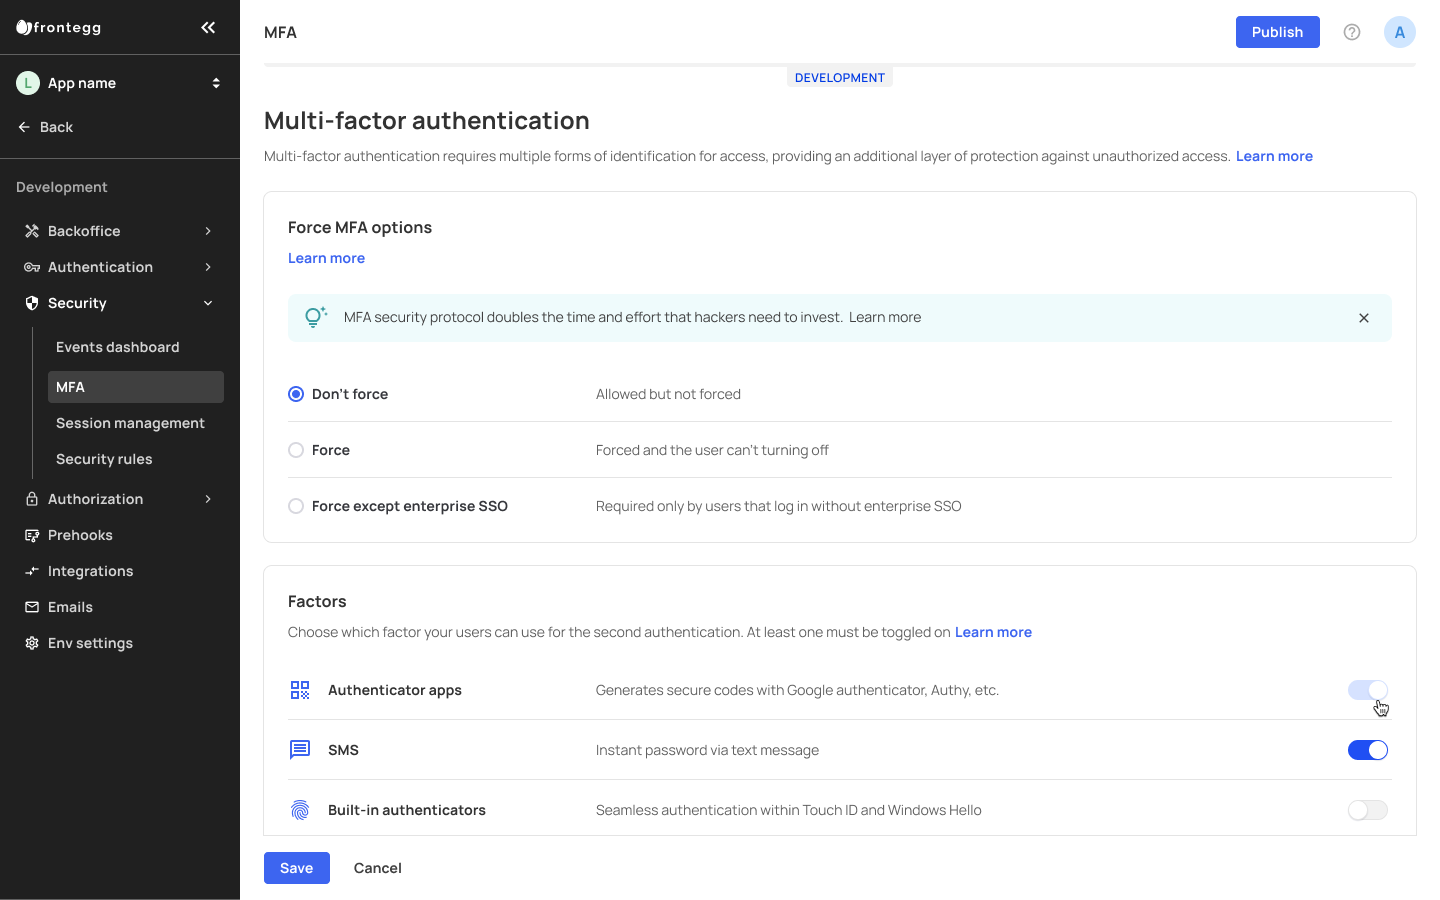 frontegg
L App name
Back
Development
Backoffice
Authentication
Security
Events dashboard
MFA
Session management
Security rules
Authorization
Prehooks
Integrations
Emails
Env settings
MFA
Publish
?
A
DEVELOPMENT
Multi-factor authentication
Multi-factor authentication requires multiple forms of identification for access, providing an additional layer of protection against unauthorized access. Learn more
Force MFA options
Learn more
MFA security protocol doubles the time and effort that hackers need to invest. Learn more
Don't force Allowed but not forced
Force Forced and the user can't turning off
Force except enterprise SSO Required only by users that log in without enterprise SSO
Factors
Choose which factor your users can use for the second authentication. At least one must be toggled on Learn more
Authenticator apps Generates secure codes with Google authenticator, Authy, etc.
SMS Instant password via text message
Built-in authenticators Seamless authentication within Touch ID and Windows Hello
Save Cancel